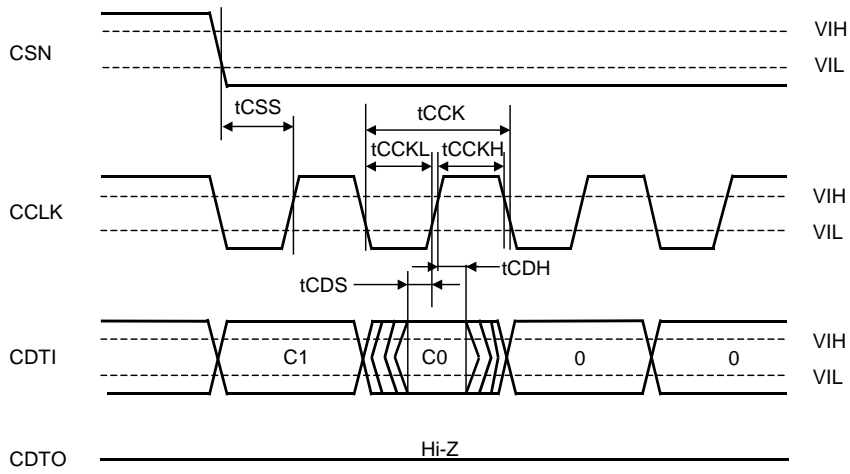 CSN
VIH
VIL
tCSS
tCCK
tCCKL
tCCKH
CCLK
VIH
VIL
tCDS
tCDH
CDTI
C1
C0
0
0
VIH
VIL
CDTO
Hi-Z